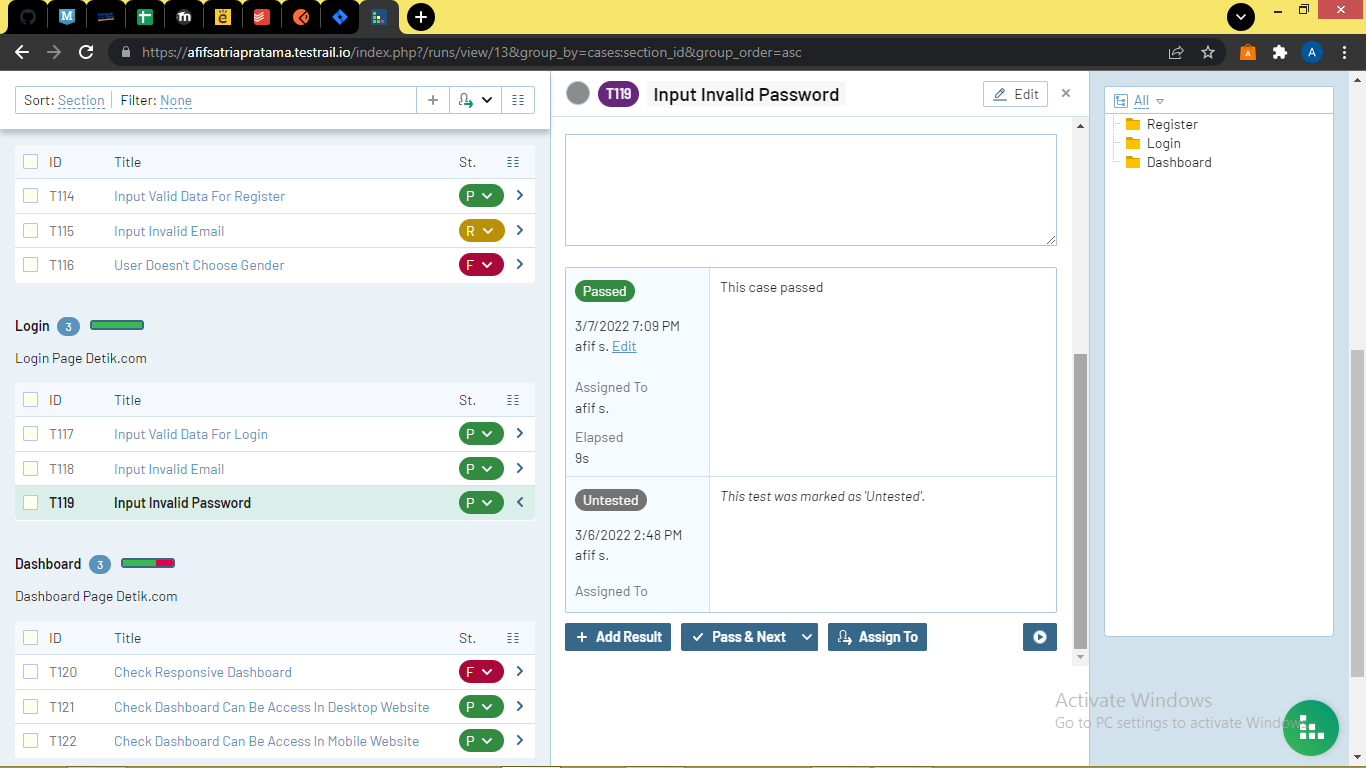 https://afifsatriapratama.testrail.io/index.php?/runs/view/13&group_by=cases:section_id&group_order=asc
A
Sort: Section Filter: None
ID Title St.
T114 Input Valid Data For Register P
T115 Input Invalid Email R
T116 User Doesn't Choose Gender F
Login 3
Login Page Detik.com
ID Title St.
T117 Input Valid Data For Login P
T118 Input Invalid Email P
T119 Input Invalid Password P
Dashboard 3
Dashboard Page Detik.com
ID Title St.
T120 Check Responsive Dashboard F
T121 Check Dashboard Can Be Access In Desktop Website P
T122 Check Dashboard Can Be Access In Mobile Website P
T119 Input Invalid Password Edit
Passed This case passed
3/7/2022 7:09 PM
afif s. Edit
Assigned To
afif s.
Elapsed
9s
Untested This test was marked as 'Untested'.
3/6/2022 2:48 PM
afif s.
Assigned To
Add Result Pass & Next Assign To
All
Register
Login
Dashboard
Activate Windows
Go to PC settings to activate Windows.